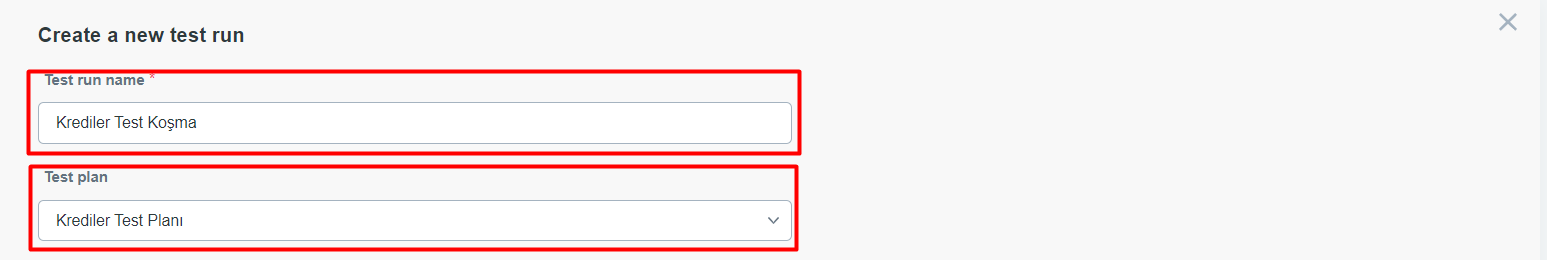 Create a new test run
Test run name *
Krediler Test Koşma
Test plan
Krediler Test Planı